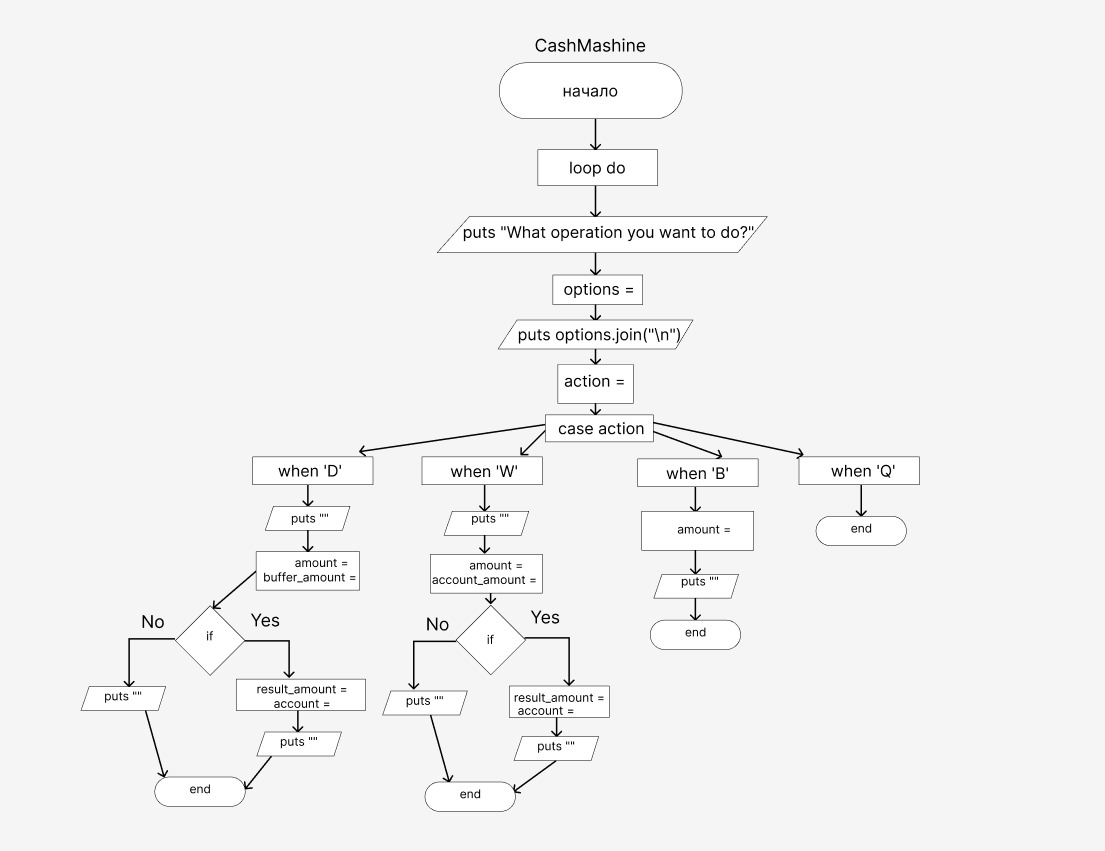 CashMashine
начало
loop do
puts "What operation you want to do?"
options =
puts options.join("\n")
action =
case action
when 'D'
when 'W'
when 'B'
when 'Q'
puts ""
puts ""
amount =
end
amount =
buffer_amount =
amount =
account_amount =
puts ""
No
Yes
if
No
Yes
if
end
puts ""
result_amount =
account =
puts ""
result_amount =
account =
puts ""
puts ""
end
end